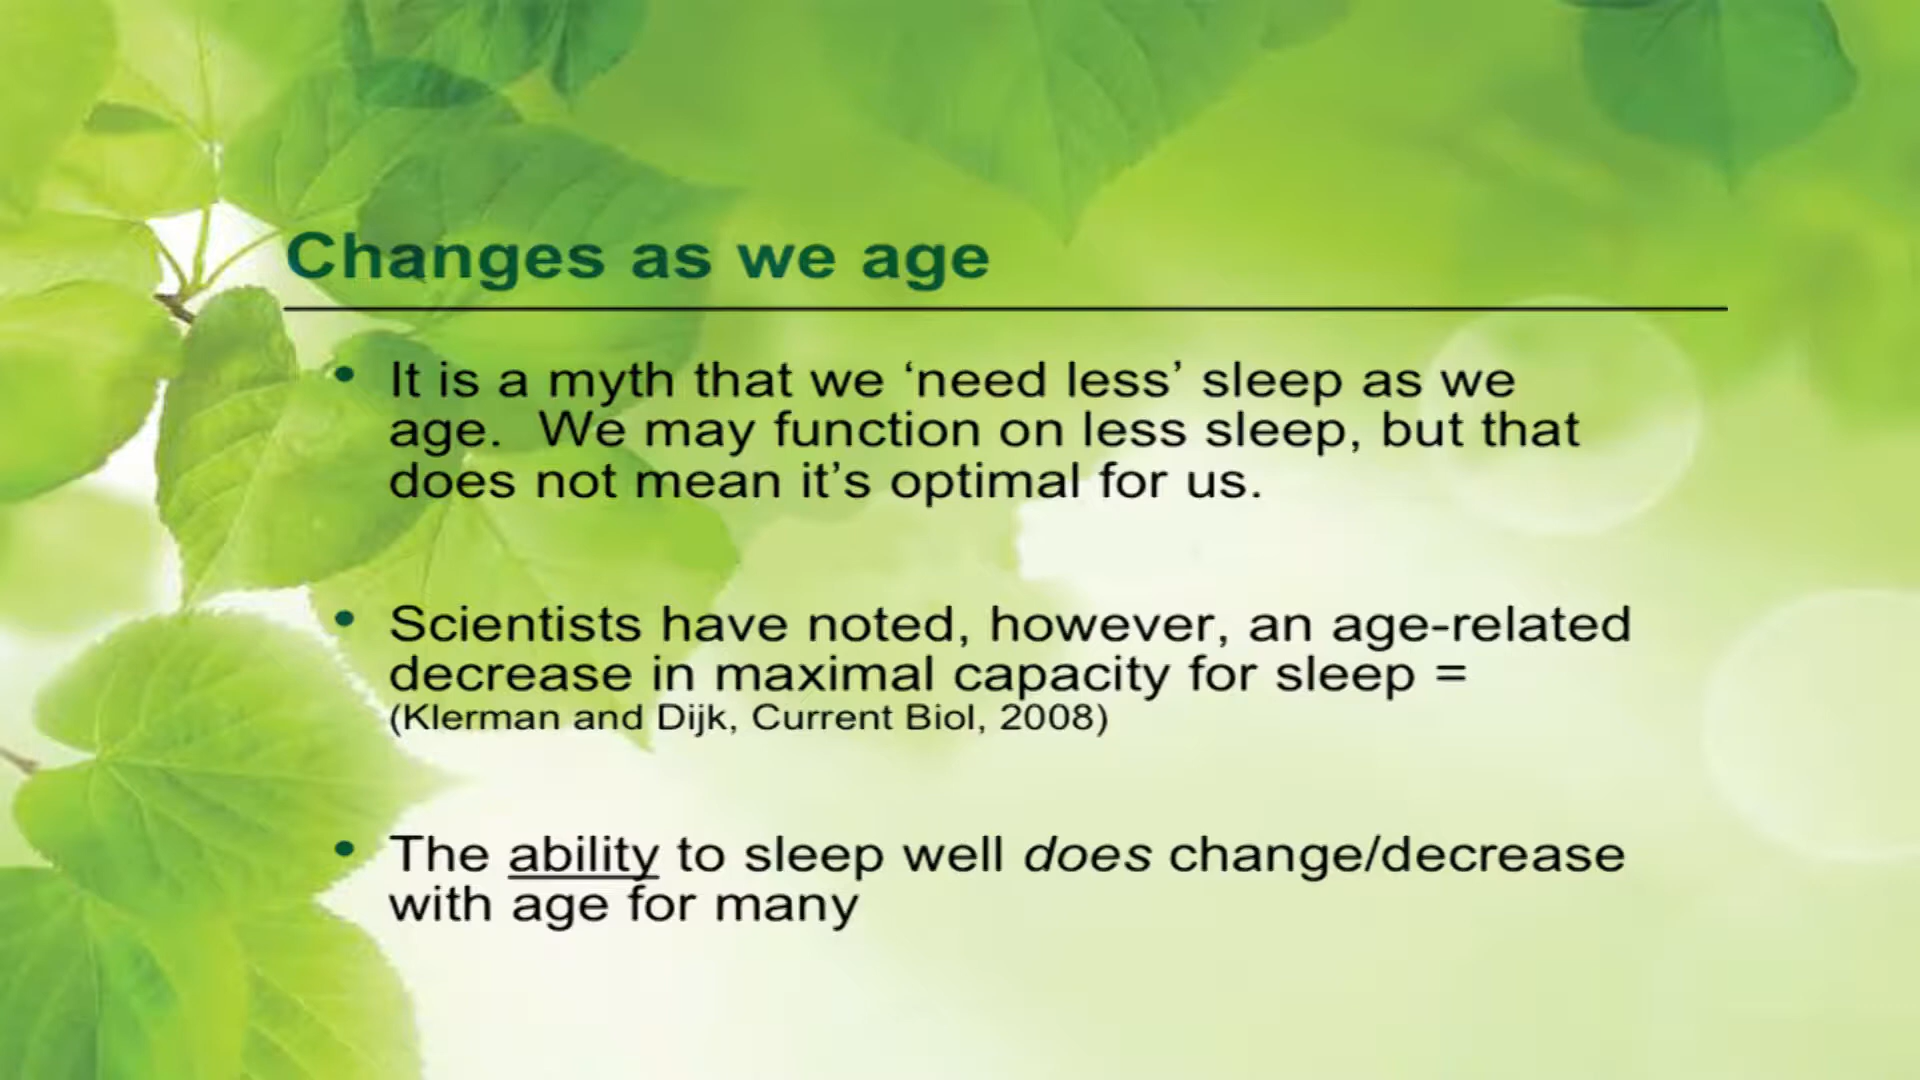 Changes as we age
• It is a myth that we ‘need less’ sleep as we
age.  We may function on less sleep, but that
does not mean it’s optimal for us.
• Scientists have noted, however, an age-related
decrease in maximal capacity for sleep =
(Klerman and Dijk, Current Biol, 2008)
• The ability to sleep well does change/decrease
with age for many